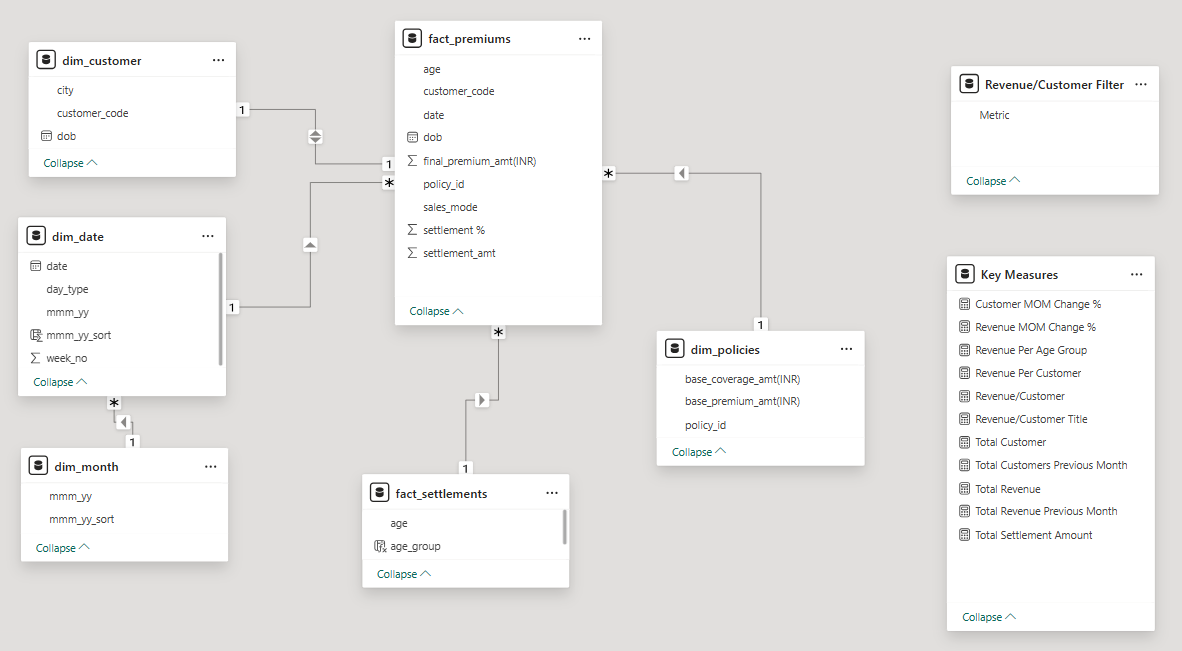 dim_customer
city
customer_code
dob
Collapse
1
1
*
fact_premiums
age
customer_code
date
dob
final_premium_amt(INR)
policy_id
sales_mode
settlement %
settlement_amt
Collapse
*
*
dim_date
date
day_type
mmm_yy
mmm_yy_sort
week_no
Collapse
1
*
1
dim_month
mmm_yy
mmm_yy_sort
Collapse
1
fact_settlements
age
age_group
Collapse
1
dim_policies
base_coverage_amt(INR)
base_premium_amt(INR)
policy_id
Collapse
Revenue/Customer Filter
Metric
Collapse
Key Measures
Customer MOM Change %
Revenue MOM Change %
Revenue Per Age Group
Revenue Per Customer
Revenue/Customer
Revenue/Customer Title
Total Customer
Total Customers Previous Month
Total Revenue
Total Revenue Previous Month
Total Settlement Amount
Collapse